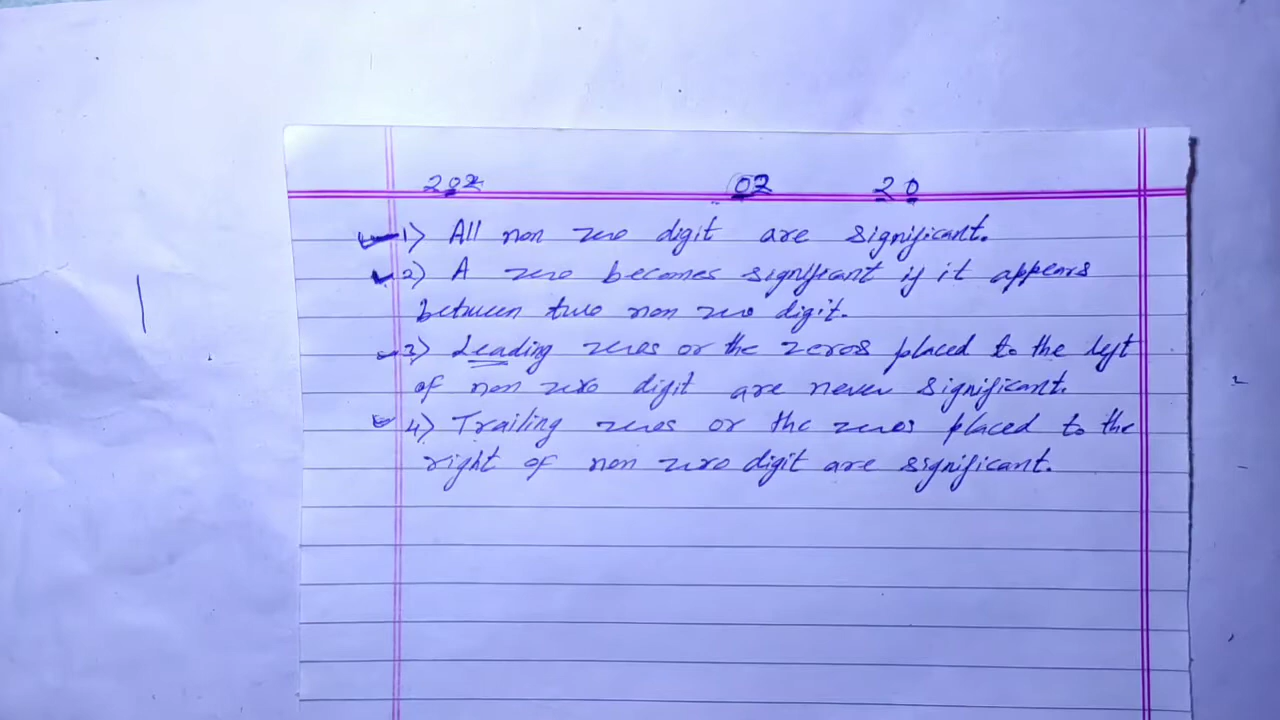 202 02 20
1) All non zero digit are significant.
2) A zero becomes significant if it appears
between two non zero digit.
3) Leading zeros or the zeros placed to the left
of non zero digit are never significant.
4) Trailing zeros or the zeros placed to the
right of non zero digit are significant.